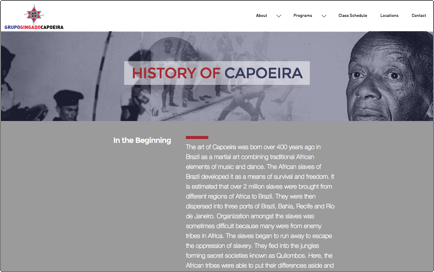 GRUPOGINGADOCAPOEIRA
About Programs Class Schedule Locations Contact
HISTORY OF CAPOEIRA
In the Beginning
The art of Capoeira was born over 400 years ago in
Brazil as a martial art combining traditional African
elements of music and dance. The African slaves of
Brazil developed it as a means of survival and freedom. It
is estimated that over 2 million slaves were brought from
different regions of Africa to Brazil. They were then
dispersed into three ports of Brazil, Bahia, Recife and Rio
de Janeiro. Organization amongst the slaves was
sometimes difficult because many were from enemy
tribes in Africa. The slaves began to run away to escape
the oppression of slavery. They fled into the jungles
forming secret societies known as Quilombos. Here, the
African tribes were able to put their differences aside and